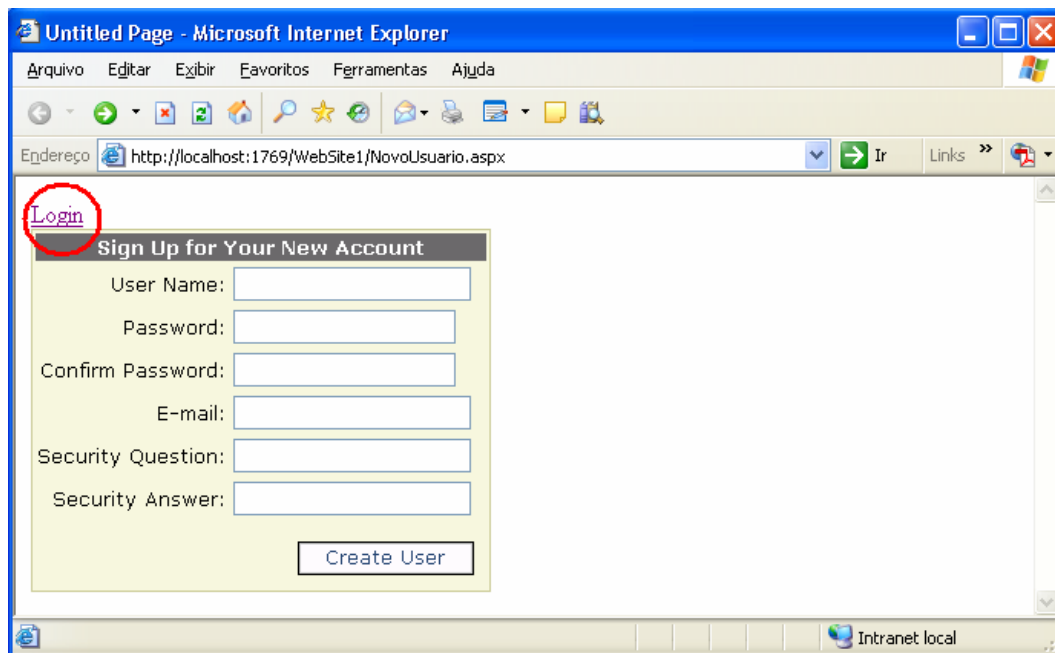 Untitled Page - Microsoft Internet Explorer
Arquivo Editar Exibir Favoritos Ferramentas Ajuda
Endereço http://localhost:1769/WebSite1/NovoUsuario.aspx Ir Links »
Login
Sign Up for Your New Account
User Name:
Password:
Confirm Password:
E-mail:
Security Question:
Security Answer:
Create User
Intranet local